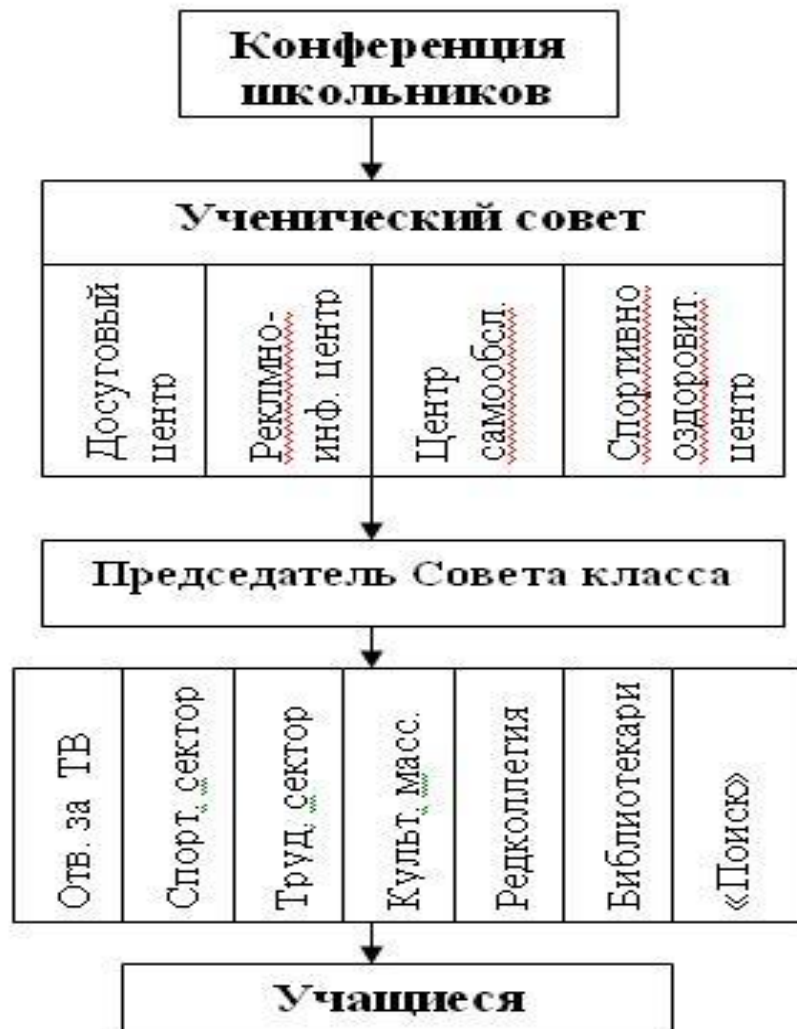 Конференция
школьников
Ученический совет
Досуговый
центр
Реклмно-
инф. центр
Центр
самообсл.
Спортивно
оздоровит.
центр
Председатель Совета класса
Отв. за ТВ
Спорт. сектор
Труд. сектор
Культ. масс.
Редколлегия
Библиотекари
«Поиск»
Учащиеся